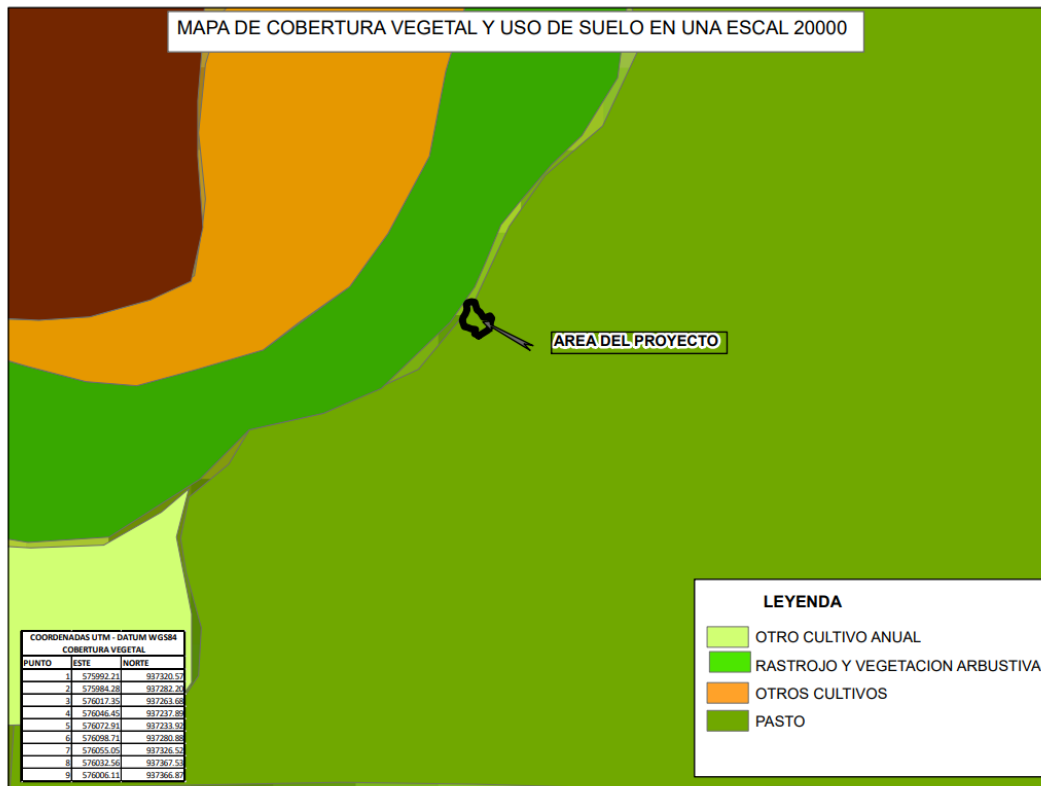 MAPA DE COBERTURA VEGETAL Y USO DE SUELO EN UNA ESCAL 20000
AREA DEL PROYECTO
LEYENDA
OTRO CULTIVO ANUAL
RASTROJO Y VEGETACION ARBUSTIVA
OTROS CULTIVOS
PASTO
COORDENADAS UTM - DATUM WGS84
COBERTURA VEGETAL
PUNTO ESTE NORTE
1 575992.21 937320.57
2 575984.28 937282.20
3 576017.35 937263.68
4 576046.45 937237.89
5 576072.91 937233.92
6 576098.71 937280.88
7 576055.05 937326.52
8 576032.56 937367.53
9 576006.11 937366.87